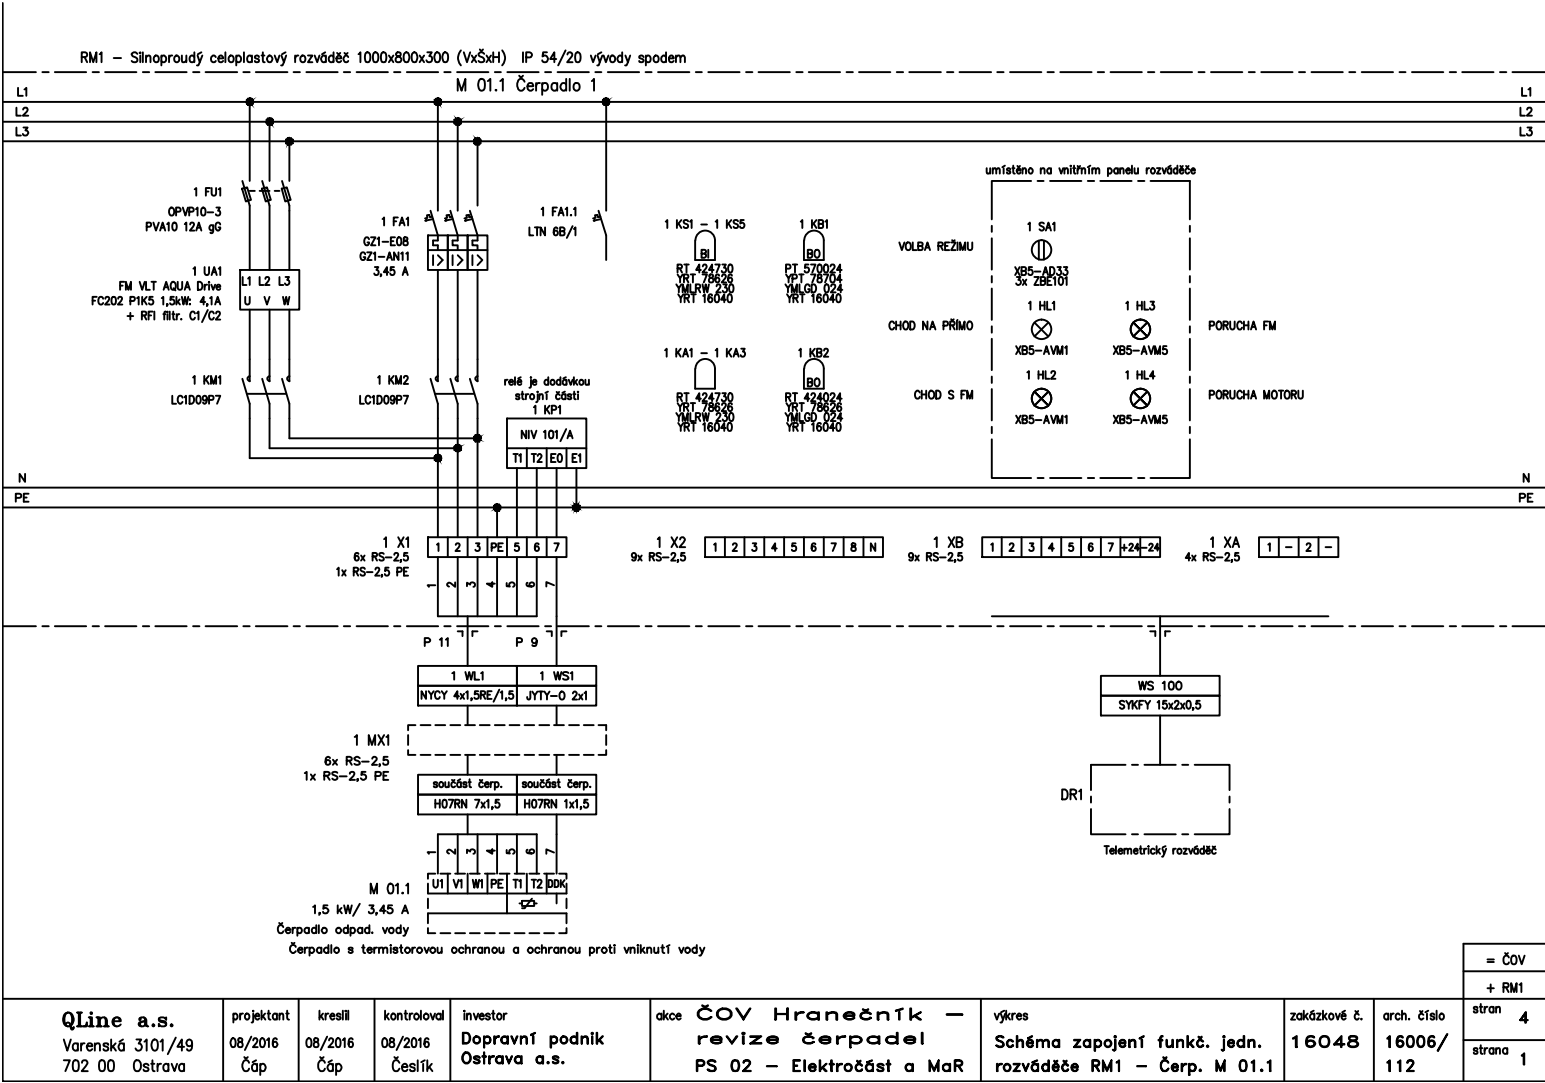 RM1 – Silnoproudý celoplastový rozváděč 1000x800x300 (VxŠxH) IP 54/20 vývody spodem
M 01.1 Čerpadlo 1
L1 L1
L2 L2
L3 L3
1 FU1
OPVP10-3
PVA10 12A gG
1 UA1
FM VLT AQUA Drive
FC202 P1K5 1,5kW: 4,1A
+ RFI filtr. C1/C2
L1 L2 L3
U V W
1 KM1
LC1D09P7
1 FA1
GZ1-E08
GZ1-AN11
3,45 A
I> I> I>
1 KM2
LC1D09P7
1 FA1.1
LTN 6B/1
relé je dodávkou
strojní části
1 KP1
NIV 101/A
T1 T2 E0 E1
1 KS1 – 1 KS5
BI
RT 424730
YRT 78626
YMLRW 230
YRT 16040
1 KB1
BO
PT 570024
YPT 78704
YMLGD 024
YRT 16040
1 KA1 – 1 KA3
RT 424730
YRT 78626
YMLRW 230
YRT 16040
1 KB2
BO
RT 424024
YRT 78626
YMLGD 024
YRT 16040
umístěno na vnitřním panelu rozváděče
VOLBA REŽIMU
1 SA1
XB5-AD33
3x ZBE101
CHOD NA PŘÍMO
1 HL1
XB5-AVM1
1 HL3
XB5-AVM5
PORUCHA FM
CHOD S FM
1 HL2
XB5-AVM1
1 HL4
XB5-AVM5
PORUCHA MOTORU
N N
PE PE
1 X1
6x RS-2,5
1x RS-2,5 PE
1 2 3 PE 5 6 7
1 2 3 4 5 6 7
1 X2
9x RS-2,5
1 2 3 4 5 6 7 8 N
1 XB
9x RS-2,5
1 2 3 4 5 6 7 +24 -24
1 XA
4x RS-2,5
1 – 2 –
P 11 P 9
1 WL1 1 WS1
NYCY 4x1,5RE/1,5 JYTY-O 2x1
1 MX1
6x RS-2,5
1x RS-2,5 PE
součást čerp. součást čerp.
H07RN 7x1,5 H07RN 1x1,5
1 2 3 4 5 6 7
U1 V1 W1 PE T1 T2 DDK
M 01.1
1,5 kW/ 3,45 A
Čerpadlo odpad. vody
Čerpadlo s termistorovou ochranou a ochranou proti vniknutí vody
WS 100
SYKFY 15x2x0,5
DR1
Telemetrický rozváděč
= ČOV
+ RM1
QLine a.s.
Varenská 3101/49
702 00 Ostrava
projektant
08/2016
Čáp
kreslil
08/2016
Čáp
kontroloval
08/2016
Česlík
investor
Dopravní podnik
Ostrava a.s.
akce ČOV Hranečník –
revize čerpadel
PS 02 – Elektročást a MaR
výkres
Schéma zapojení funkč. jedn.
rozváděče RM1 – Čerp. M 01.1
zakázkové č.
16048
arch. číslo
16006/
112
stran 4
strana 1